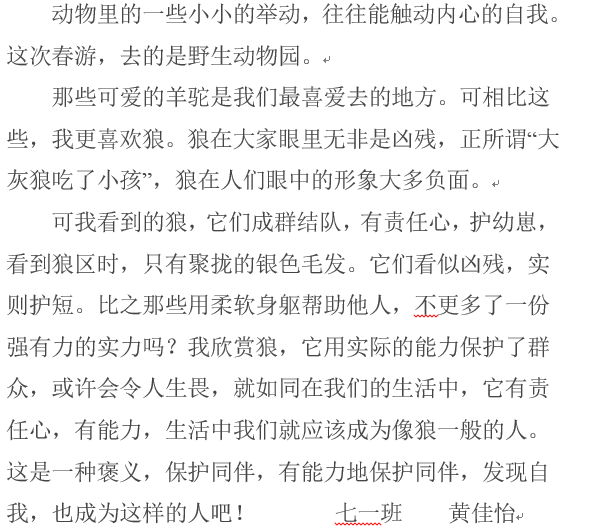 动物里的一些小小的举动，往往能触动内心的自我。
这次春游，去的是野生动物园。
那些可爱的羊驼是我们最喜爱去的地方。可相比这
些，我更喜欢狼。狼在大家眼里无非是凶残，正所谓“大
灰狼吃了小孩”，狼在人们眼中的形象大多负面。
可我看到的狼，它们成群结队，有责任心，护幼崽，
看到狼区时，只有聚拢的银色毛发。它们看似凶残，实
则护短。比之那些用柔软身躯帮助他人，不更多了一份
强有力的实力吗？我欣赏狼，它用实际的能力保护了群
众，或许会令人生畏，就如同在我们的生活中，它有责
任心，有能力，生活中我们就应该成为像狼一般的人。
这是一种褒义，保护同伴，有能力地保护同伴，发现自
我，也成为这样的人吧！ 七一班 黄佳怡